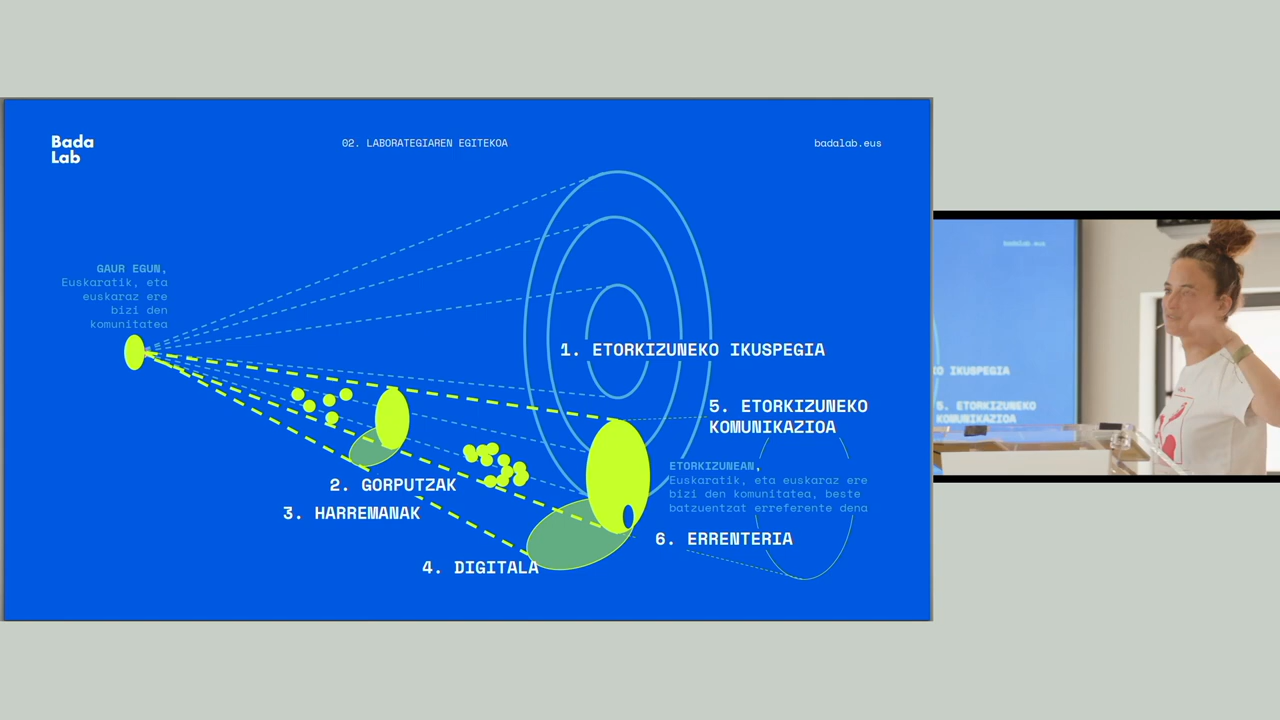 Bada
Lab
02. LABORATEGIAREN EGITEKOA
badalab.eus
GAUR EGUN,
Euskaratik, eta
euskaraz ere
bizi den
komunitatea
1. ETORKIZUNEKO IKUSPEGIA
5. ETORKIZUNEKO
KOMUNIKAZIOA
ETORKIZUNEAN,
Euskaratik, eta euskaraz ere
bizi den komunitatea, beste
batzuentzat erreferente dena
2. GORPUTZAK
3. HARREMANAK
6. ERRENTERIA
4. DIGITALA
badalab.eus
KO IKUSPEGIA
5. ETORKIZUNEKO
KOMUNIKAZIOA